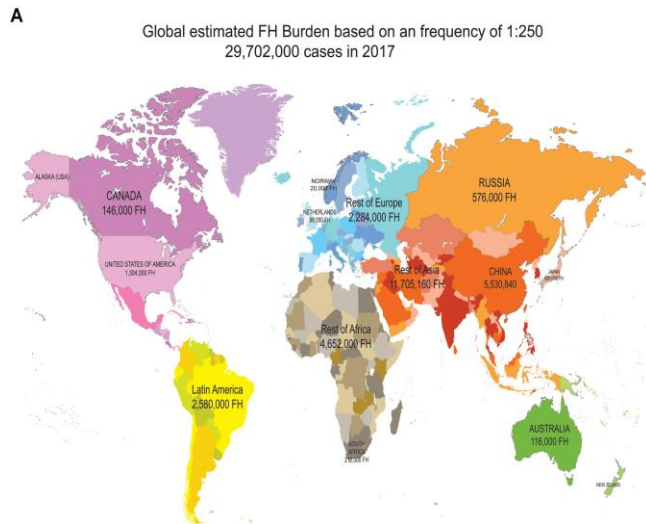 A
Global estimated FH Burden based on an frequency of 1:250
29,702,000 cases in 2017
ALASKA (USA)
CANADA
146,000 FH
UNITED STATES OF AMERICA
1,304,000 FH
NORWAY
20,000 FH
NETHERLANDS
Rest of Europe
2,284,000 FH
RUSSIA
576,000 FH
Rest of Asia
11,705,160 FH
CHINA
5,530,840
JAPAN
Rest of Africa
4,652,000 FH
Latin America
2,580,000 FH
SOUTH
AFRICA
AUSTRALIA
116,000 FH
NEW ZELAND